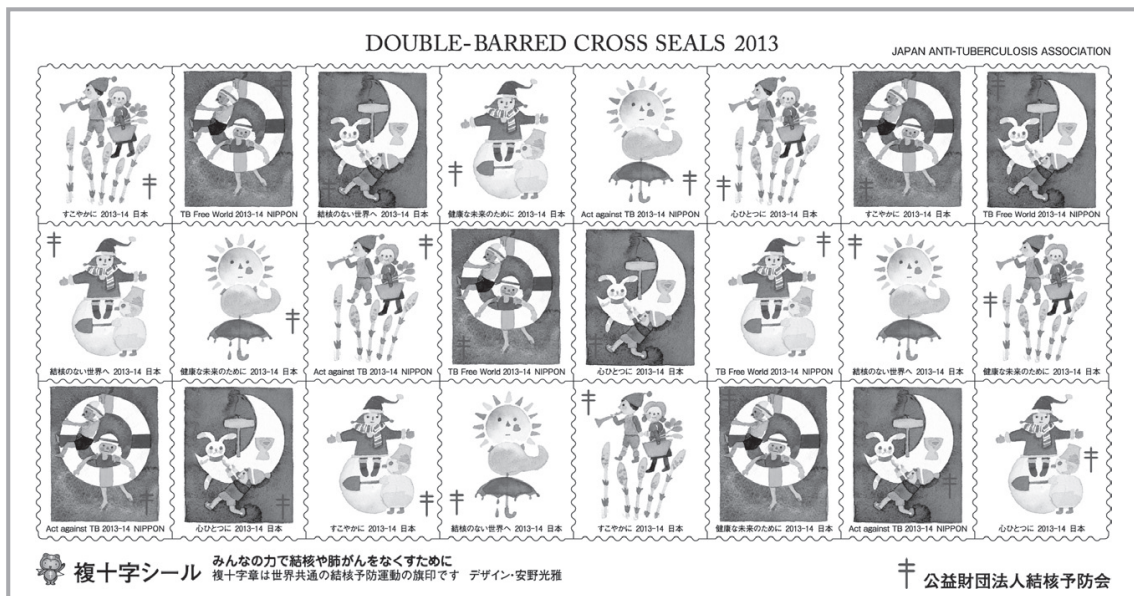 DOUBLE-BARRED CROSS SEALS 2013
JAPAN ANTI-TUBERCULOSIS ASSOCIATION
すこやかに 2013-14 日本
TB Free World 2013-14 NIPPON
結核のない世界へ 2013-14 日本
健康な未来のために 2013-14 日本
Act against TB 2013-14 NIPPON
心ひとつに 2013-14 日本
すこやかに 2013-14 日本
TB Free World 2013-14 NIPPON
結核のない世界へ 2013-14 日本
健康な未来のために 2013-14 日本
Act against TB 2013-14 NIPPON
TB Free World 2013-14 NIPPON
心ひとつに 2013-14 日本
TB Free World 2013-14 NIPPON
結核のない世界へ 2013-14 日本
健康な未来のために 2013-14 日本
Act against TB 2013-14 NIPPON
心ひとつに 2013-14 日本
すこやかに 2013-14 日本
結核のない世界へ 2013-14 日本
すこやかに 2013-14 日本
健康な未来のために 2013-14 日本
Act against TB 2013-14 NIPPON
心ひとつに 2013-14 日本
複十字シール
みんなの力で結核や肺がんをなくすために
複十字章は世界共通の結核予防運動の旗印です デザイン・安野光雅
公益財団法人結核予防会